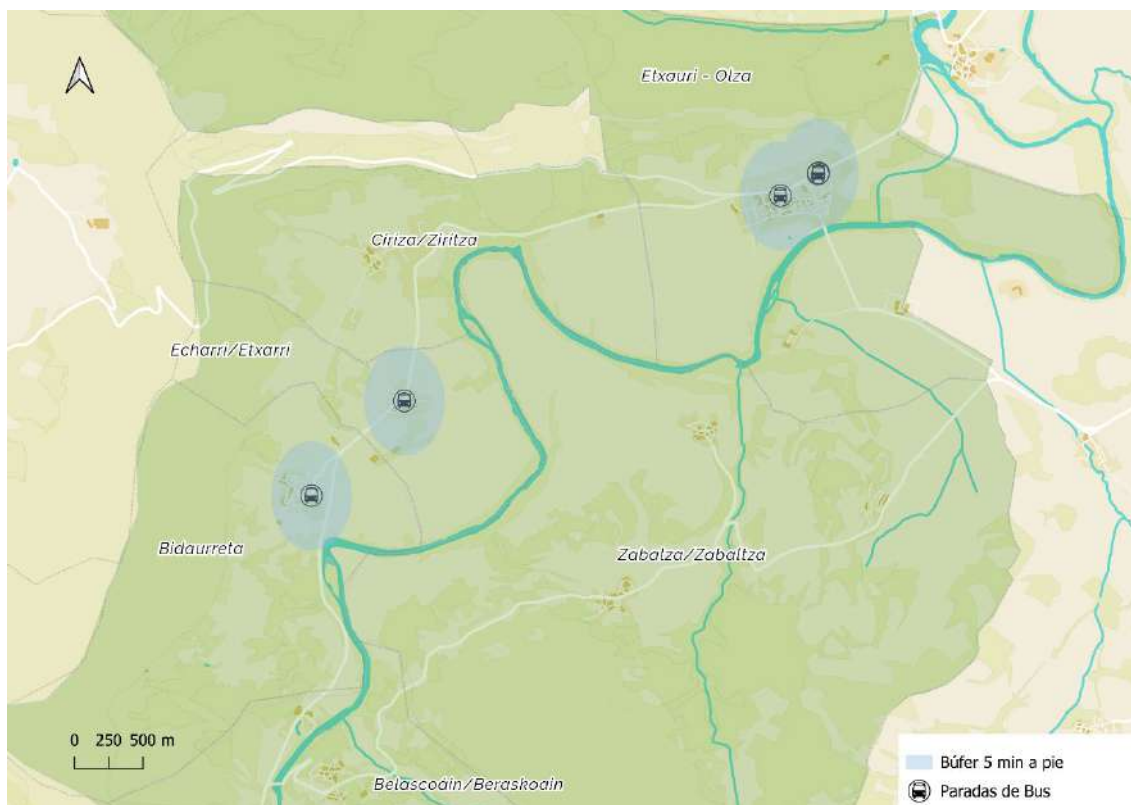 Etxauri - Olza
Ciriza/Ziritza
Echarri/Etxarri
Bidaurreta
Zabalza/Zabaltza
Belascoáin/Beraskoain
0 250 500 m
Búfer 5 min a pie
Paradas de Bus